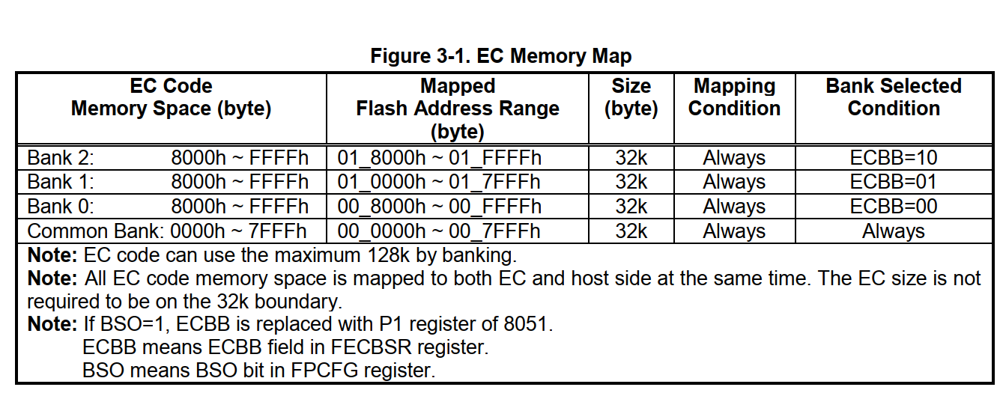 Figure 3-1. EC Memory Map
EC Code Memory Space (byte) Mapped Flash Address Range (byte) Size (byte) Mapping Condition Bank Selected Condition
Bank 2: 8000h ~ FFFFh 01_8000h ~ 01_FFFFh 32k Always ECBB=10
Bank 1: 8000h ~ FFFFh 01_0000h ~ 01_7FFFh 32k Always ECBB=01
Bank 0: 8000h ~ FFFFh 00_8000h ~ 00_FFFFh 32k Always ECBB=00
Common Bank: 0000h ~ 7FFFh 00_0000h ~ 00_7FFFh 32k Always Always
Note: EC code can use the maximum 128k by banking.
Note: All EC code memory space is mapped to both EC and host side at the same time. The EC size is not
required to be on the 32k boundary.
Note: If BSO=1, ECBB is replaced with P1 register of 8051.
ECBB means ECBB field in FECBSR register.
BSO means BSO bit in FPCFG register.